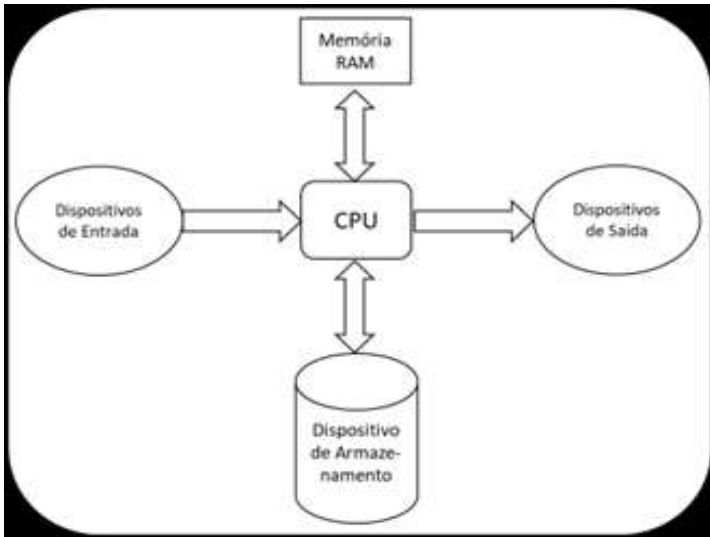 Memória
RAM
Dispositivos
de Entrada
CPU
Dispositivos
de Saída
Dispositivo
de Armaze-
namento